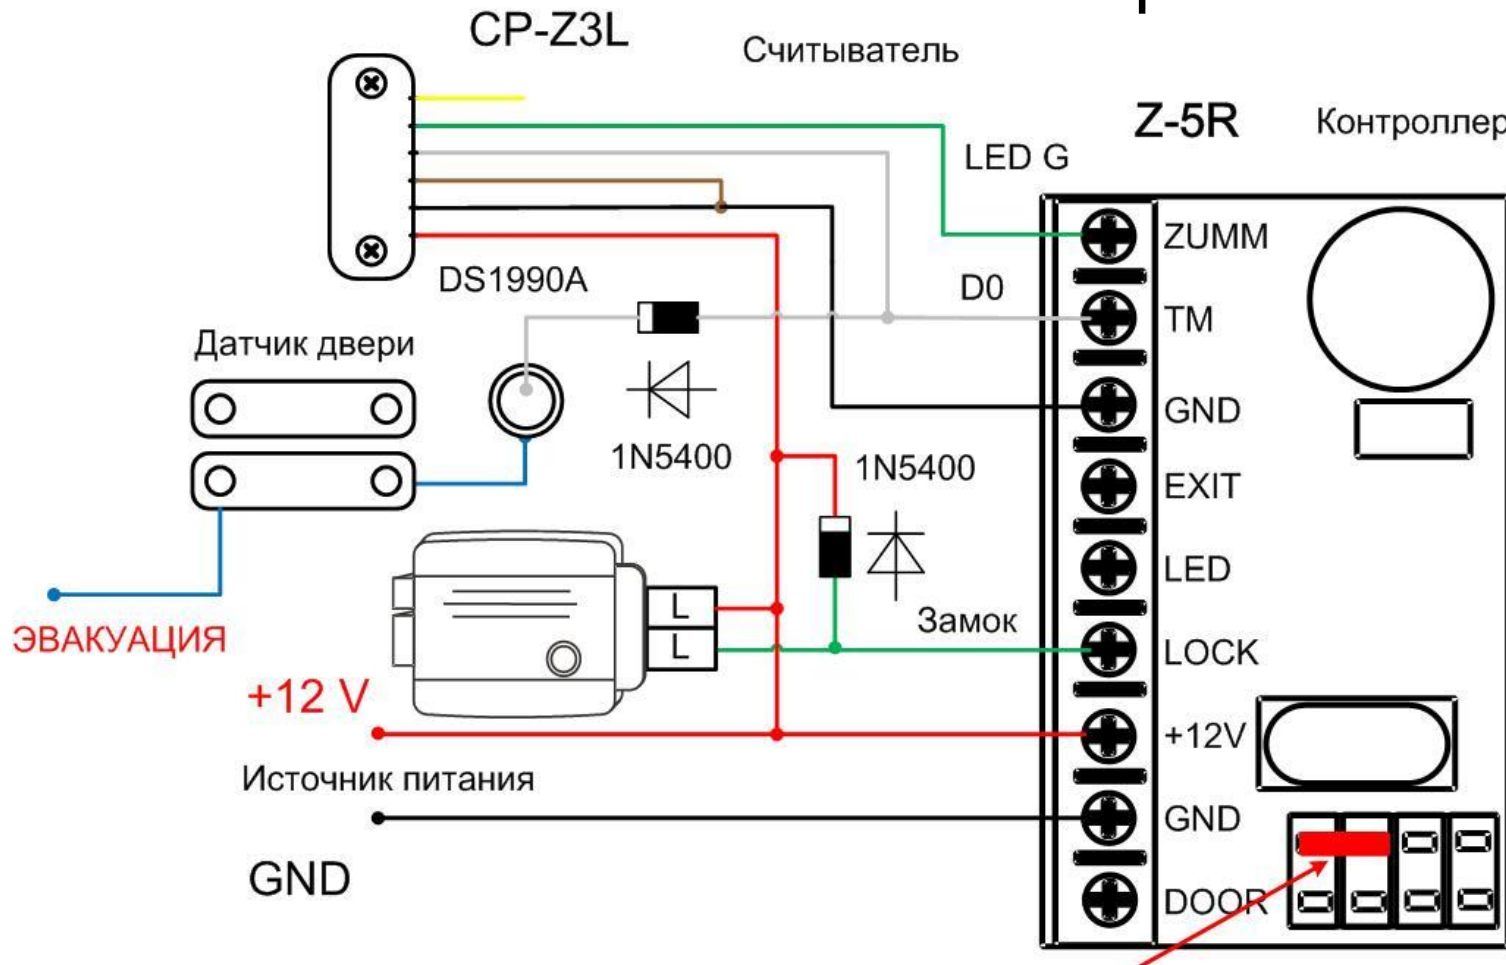 CP-Z3L
Считыватель
Z-5R
Контроллер
LED G
ZUMM
DS1990A
D0
TM
Датчик двери
GND
1N5400
1N5400
EXIT
LED
L
Замок
L
LOCK
ЭВАКУАЦИЯ
+12 V
+12V
Источник питания
GND
GND
DOOR